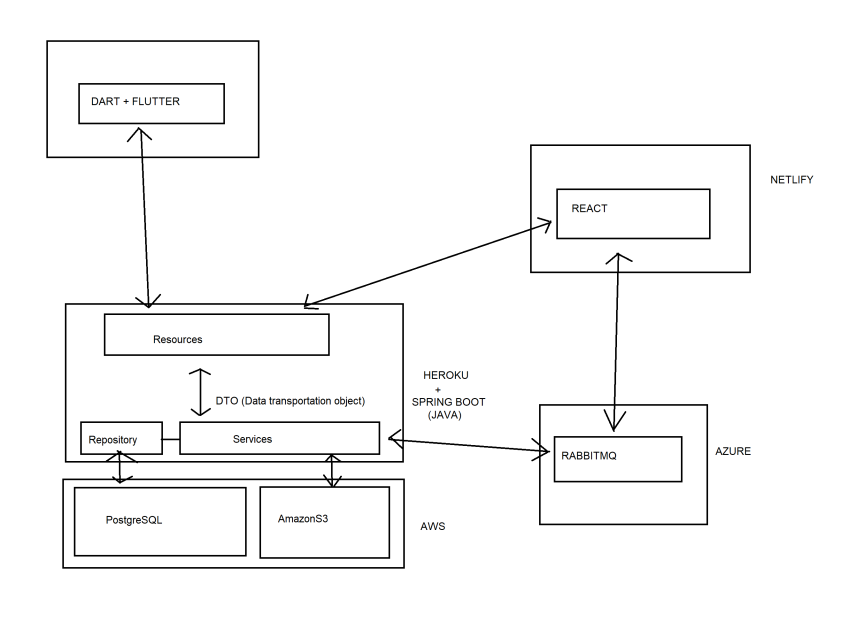 DART + FLUTTER
NETLIFY
REACT
Resources
HEROKU
+
SPRING BOOT
(JAVA)
DTO (Data transportation object)
Repository
Services
RABBITMQ
AZURE
PostgreSQL
AmazonS3
AWS